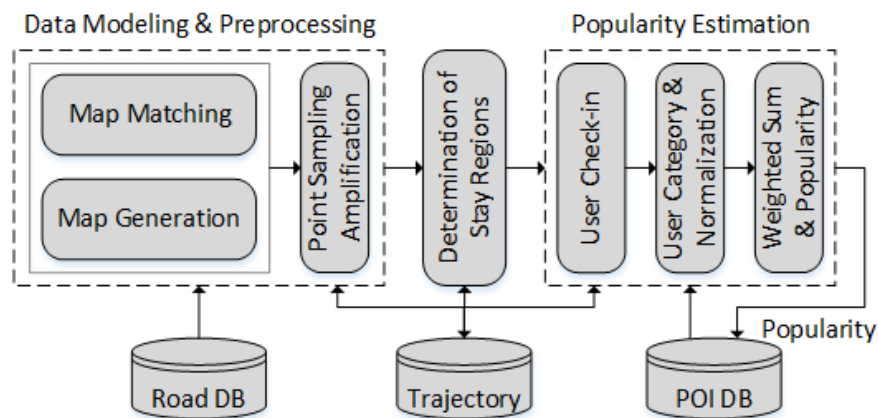 Data Modeling & Preprocessing
Popularity Estimation
Map Matching
Map Generation
Point Sampling
Amplification
Determination of
Stay Regions
User Check-in
User Category &
Normalization
Weighted Sum
& Popularity
Popularity
Road DB
Trajectory
POI DB